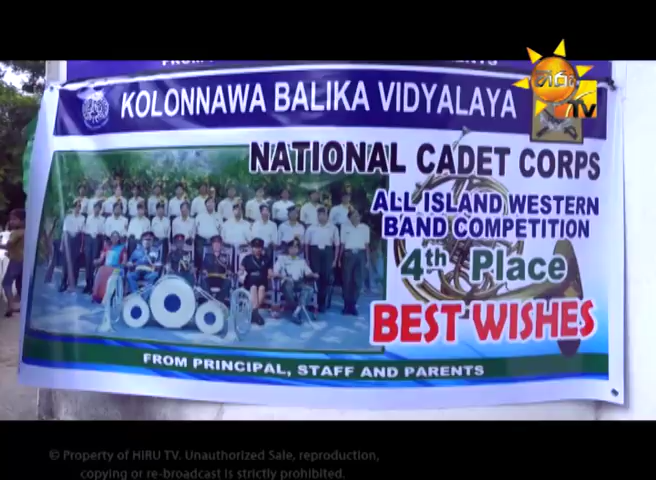 KOLONNAWA BALIKA VIDYALAYA
NATIONAL CADET CORPS
ALL ISLAND WESTERN
BAND COMPETITION
4th Place
BEST WISHES
FROM PRINCIPAL, STAFF AND PARENTS
හිරු
TV
© Property of HIRU TV. Unauthorized Sale, reproduction,
copying or re-broadcast is strictly prohibited.